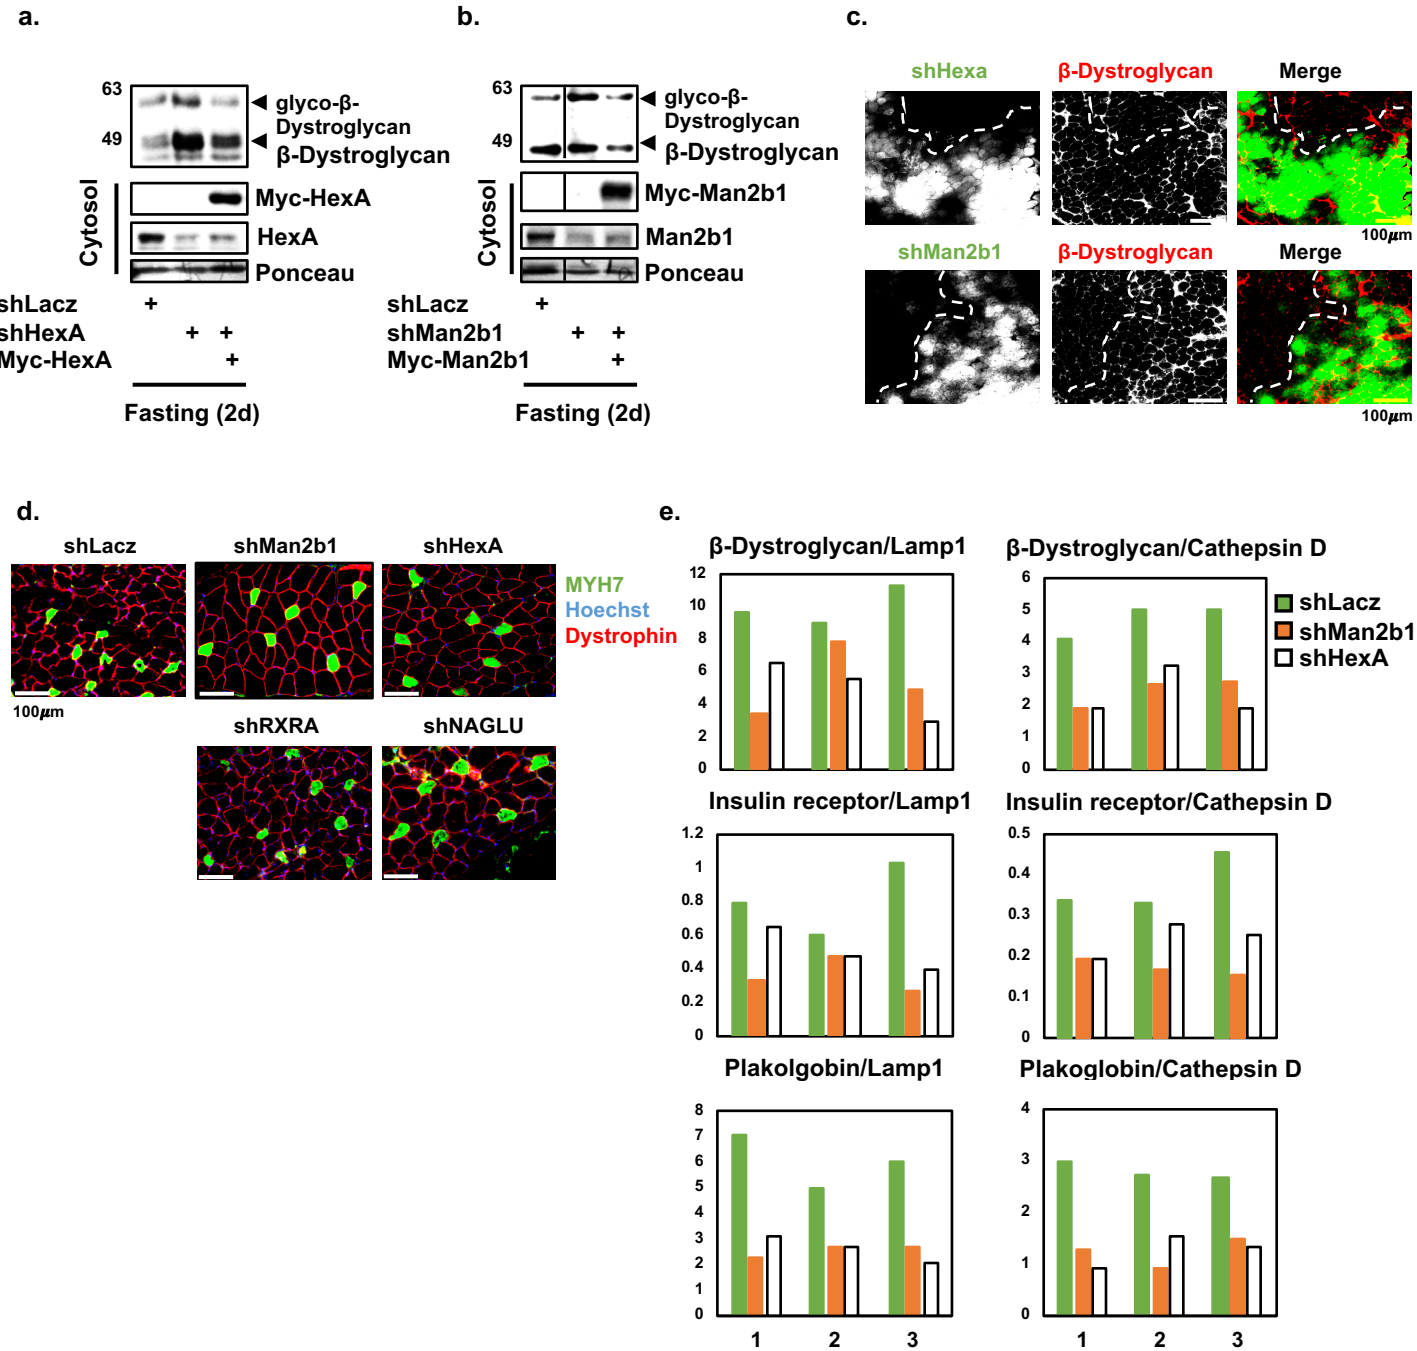 a.
63
glyco-β-
Dystroglycan
49
β-Dystroglycan
Cytosol
Myc-HexA
HexA
Ponceau
shLacz +
shHexA + +
Myc-HexA +
Fasting (2d)
b.
63
glyco-β-
Dystroglycan
49
β-Dystroglycan
Cytosol
Myc-Man2b1
Man2b1
Ponceau
shLacz +
shMan2b1 + +
Myc-Man2b1 +
Fasting (2d)
c.
shHexa β-Dystroglycan Merge
100μm
shMan2b1 β-Dystroglycan Merge
100μm
d.
shLacz shMan2b1 shHexA
MYH7
Hoechst
Dystrophin
100μm
shRXRA shNAGLU
e.
β-Dystroglycan/Lamp1
12
10
8
6
4
2
0
β-Dystroglycan/Cathepsin D
6
5
4
3
2
1
0
shLacz
shMan2b1
shHexA
Insulin receptor/Lamp1
1.2
1
0.8
0.6
0.4
0.2
0
Insulin receptor/Cathepsin D
0.5
0.4
0.3
0.2
0.1
0
Plakolgobin/Lamp1
8
7
6
5
4
3
2
1
0
1 2 3
Plakoglobin/Cathepsin D
4
3
2
1
0
1 2 3